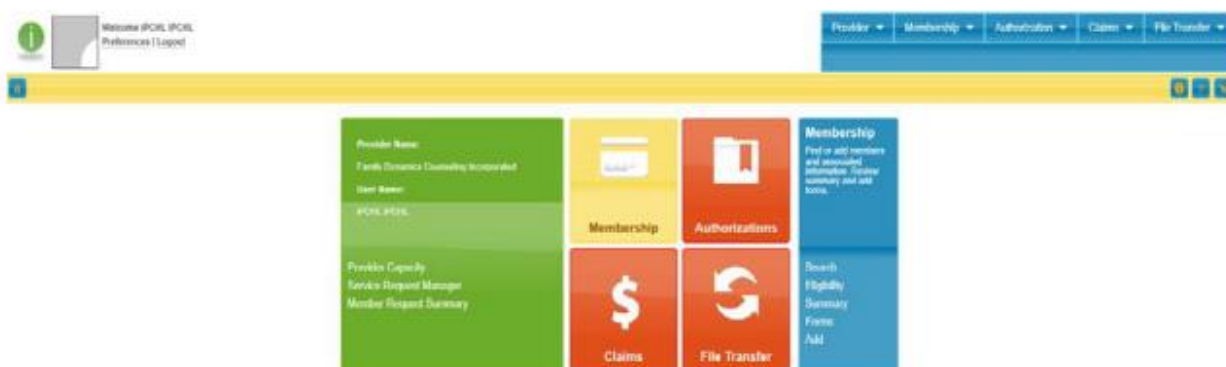 Welcome IPCHL IPCHL
Preferences | Logout
Provider
Membership
Authorization
Claims
File Transfer
Provider Name:
Family Dynamics Counseling Incorporated
User Name:
IPCHL IPCHL
Provider Capacity
Service Request Manager
Member Request Summary
Membership
Authorizations
Claims
File Transfer
Membership
Find or add members
and associated
information. Review
summary and add
forms.
Search
Eligibility
Summary
Forms
Add